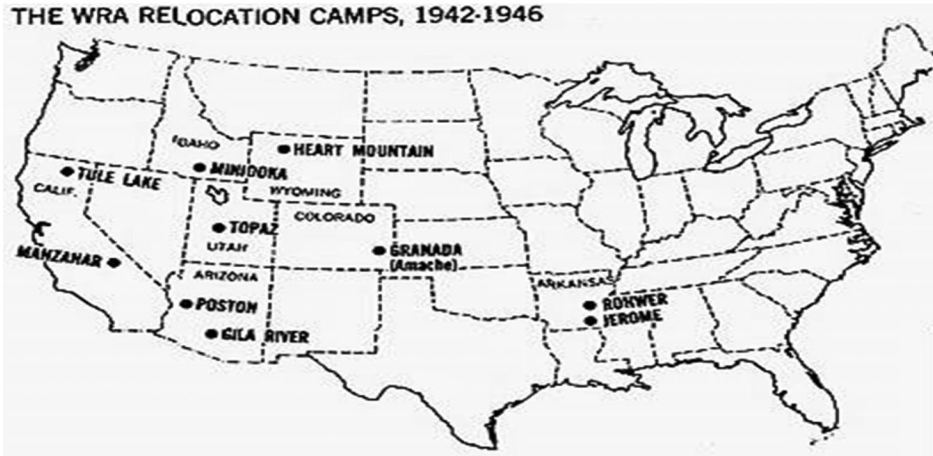 THE WRA RELOCATION CAMPS, 1942-1946
IDAHO
HEART MOUNTAIN
MINIDOKA
TULE LAKE
CALIF.
WYOMING
COLORADO
TOPAZ
UTAH
MANZANAR
GRANADA
(Amache)
ARIZONA
ARKANSAS
POSTON
ROHWER
JEROME
GILA RIVER